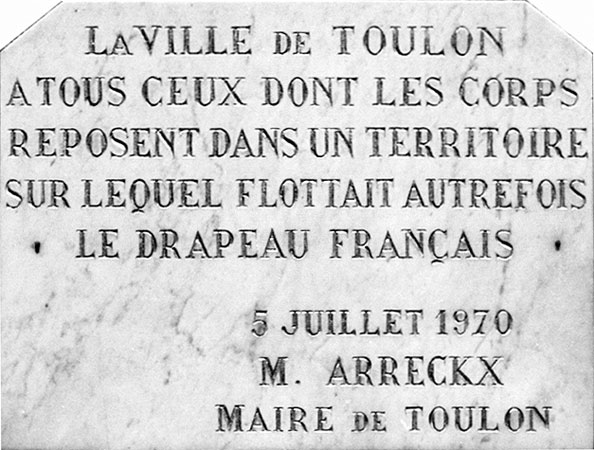 LA VILLE DE TOULON
A TOUS CEUX DONT LES CORPS
REPOSENT DANS UN TERRITOIRE
SUR LEQUEL FLOTTAIT AUTREFOIS
· LE DRAPEAU FRANÇAIS ·
5 JUILLET 1970
M. ARRECKX
MAIRE DE TOULON